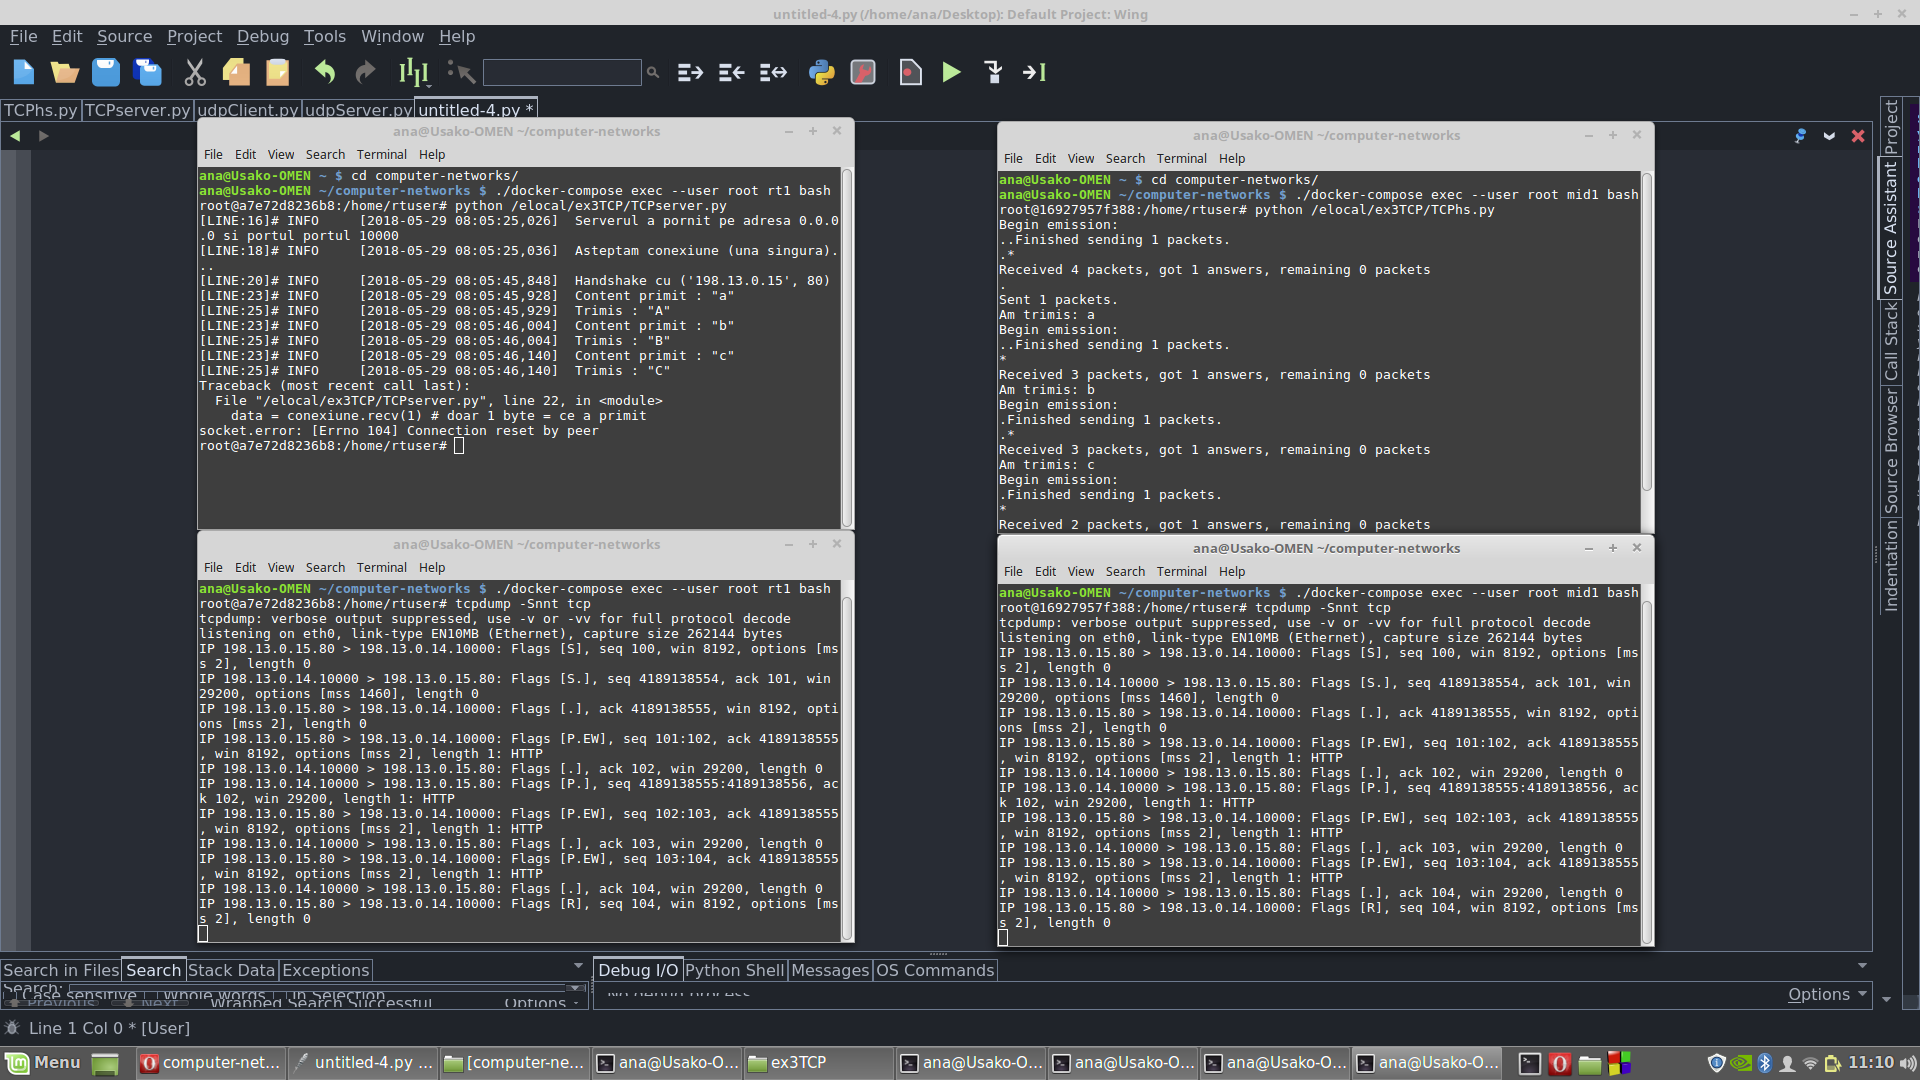 untitled-4.py (/home/ana/Desktop): Default Project: Wing
File Edit Source Project Debug Tools Window Help
TCPhs.py TCPserver.py udpClient.py udpServer.py untitled-4.py *
ana@Usako-OMEN ~/computer-networks
File Edit View Search Terminal Help
ana@Usako-OMEN ~ $ cd computer-networks/
ana@Usako-OMEN ~/computer-networks $ ./docker-compose exec --user root rt1 bash
root@a7e72d8236b8:/home/rtuser# python /elocal/ex3TCP/TCPserver.py
[LINE:16]# INFO     [2018-05-29 08:05:25,026]  Serverul a pornit pe adresa 0.0.0
.0 si portul portul 10000
[LINE:18]# INFO     [2018-05-29 08:05:25,036]  Asteptam conexiune (una singura).
..
[LINE:20]# INFO     [2018-05-29 08:05:45,848]  Handshake cu ('198.13.0.15', 80)
[LINE:23]# INFO     [2018-05-29 08:05:45,928]  Content primit : "a"
[LINE:25]# INFO     [2018-05-29 08:05:45,929]  Trimis : "A"
[LINE:23]# INFO     [2018-05-29 08:05:46,004]  Content primit : "b"
[LINE:25]# INFO     [2018-05-29 08:05:46,004]  Trimis : "B"
[LINE:23]# INFO     [2018-05-29 08:05:46,140]  Content primit : "c"
[LINE:25]# INFO     [2018-05-29 08:05:46,140]  Trimis : "C"
Traceback (most recent call last):
  File "/elocal/ex3TCP/TCPserver.py", line 22, in <module>
    data = conexiune.recv(1) # doar 1 byte = ce a primit
socket.error: [Errno 104] Connection reset by peer
root@a7e72d8236b8:/home/rtuser#
ana@Usako-OMEN ~/computer-networks
File Edit View Search Terminal Help
ana@Usako-OMEN ~ $ cd computer-networks/
ana@Usako-OMEN ~/computer-networks $ ./docker-compose exec --user root mid1 bash
root@16927957f388:/home/rtuser# python /elocal/ex3TCP/TCPhs.py
Begin emission:
..Finished sending 1 packets.
.*
Received 4 packets, got 1 answers, remaining 0 packets
.
Sent 1 packets.
Am trimis: a
Begin emission:
..Finished sending 1 packets.
*
Received 3 packets, got 1 answers, remaining 0 packets
Am trimis: b
Begin emission:
.Finished sending 1 packets.
.*
Received 3 packets, got 1 answers, remaining 0 packets
Am trimis: c
Begin emission:
.Finished sending 1 packets.
*
Received 2 packets, got 1 answers, remaining 0 packets
ana@Usako-OMEN ~/computer-networks
File Edit View Search Terminal Help
ana@Usako-OMEN ~/computer-networks $ ./docker-compose exec --user root rt1 bash
root@a7e72d8236b8:/home/rtuser# tcpdump -Snnt tcp
tcpdump: verbose output suppressed, use -v or -vv for full protocol decode
listening on eth0, link-type EN10MB (Ethernet), capture size 262144 bytes
IP 198.13.0.15.80 > 198.13.0.14.10000: Flags [S], seq 100, win 8192, options [ms
s 2], length 0
IP 198.13.0.14.10000 > 198.13.0.15.80: Flags [S.], seq 4189138554, ack 101, win
29200, options [mss 1460], length 0
IP 198.13.0.15.80 > 198.13.0.14.10000: Flags [.], ack 4189138555, win 8192, opti
ons [mss 2], length 0
IP 198.13.0.15.80 > 198.13.0.14.10000: Flags [P.EW], seq 101:102, ack 4189138555
, win 8192, options [mss 2], length 1: HTTP
IP 198.13.0.14.10000 > 198.13.0.15.80: Flags [.], ack 102, win 29200, length 0
IP 198.13.0.14.10000 > 198.13.0.15.80: Flags [P.], seq 4189138555:4189138556, ac
k 102, win 29200, length 1: HTTP
IP 198.13.0.15.80 > 198.13.0.14.10000: Flags [P.EW], seq 102:103, ack 4189138555
, win 8192, options [mss 2], length 1: HTTP
IP 198.13.0.14.10000 > 198.13.0.15.80: Flags [.], ack 103, win 29200, length 0
IP 198.13.0.15.80 > 198.13.0.14.10000: Flags [P.EW], seq 103:104, ack 4189138555
, win 8192, options [mss 2], length 1: HTTP
IP 198.13.0.14.10000 > 198.13.0.15.80: Flags [.], ack 104, win 29200, length 0
IP 198.13.0.15.80 > 198.13.0.14.10000: Flags [R], seq 104, win 8192, options [ms
s 2], length 0
ana@Usako-OMEN ~/computer-networks
File Edit View Search Terminal Help
ana@Usako-OMEN ~/computer-networks $ ./docker-compose exec --user root mid1 bash
root@16927957f388:/home/rtuser# tcpdump -Snnt tcp
tcpdump: verbose output suppressed, use -v or -vv for full protocol decode
listening on eth0, link-type EN10MB (Ethernet), capture size 262144 bytes
IP 198.13.0.15.80 > 198.13.0.14.10000: Flags [S], seq 100, win 8192, options [ms
s 2], length 0
IP 198.13.0.14.10000 > 198.13.0.15.80: Flags [S.], seq 4189138554, ack 101, win
29200, options [mss 1460], length 0
IP 198.13.0.15.80 > 198.13.0.14.10000: Flags [.], ack 4189138555, win 8192, opti
ons [mss 2], length 0
IP 198.13.0.15.80 > 198.13.0.14.10000: Flags [P.EW], seq 101:102, ack 4189138555
, win 8192, options [mss 2], length 1: HTTP
IP 198.13.0.14.10000 > 198.13.0.15.80: Flags [.], ack 102, win 29200, length 0
IP 198.13.0.14.10000 > 198.13.0.15.80: Flags [P.], seq 4189138555:4189138556, ac
k 102, win 29200, length 1: HTTP
IP 198.13.0.15.80 > 198.13.0.14.10000: Flags [P.EW], seq 102:103, ack 4189138555
, win 8192, options [mss 2], length 1: HTTP
IP 198.13.0.14.10000 > 198.13.0.15.80: Flags [.], ack 103, win 29200, length 0
IP 198.13.0.15.80 > 198.13.0.14.10000: Flags [P.EW], seq 103:104, ack 4189138555
, win 8192, options [mss 2], length 1: HTTP
IP 198.13.0.14.10000 > 198.13.0.15.80: Flags [.], ack 104, win 29200, length 0
IP 198.13.0.15.80 > 198.13.0.14.10000: Flags [R], seq 104, win 8192, options [ms
s 2], length 0
Project
Source Assistant
Call Stack
Source Browser
Indentation
Search in Files Search Stack Data Exceptions
Search:
Case sensitive Whole words In Selection
Previous Next Wrapped Search Successful Options
Debug I/O Python Shell Messages OS Commands
No debug process
Options
Line 1 Col 0 * [User]
Menu computer-net... untitled-4.py ... [computer-ne... ana@Usako-O... ex3TCP ana@Usako-O... ana@Usako-O... ana@Usako-O... ana@Usako-O... 11:10